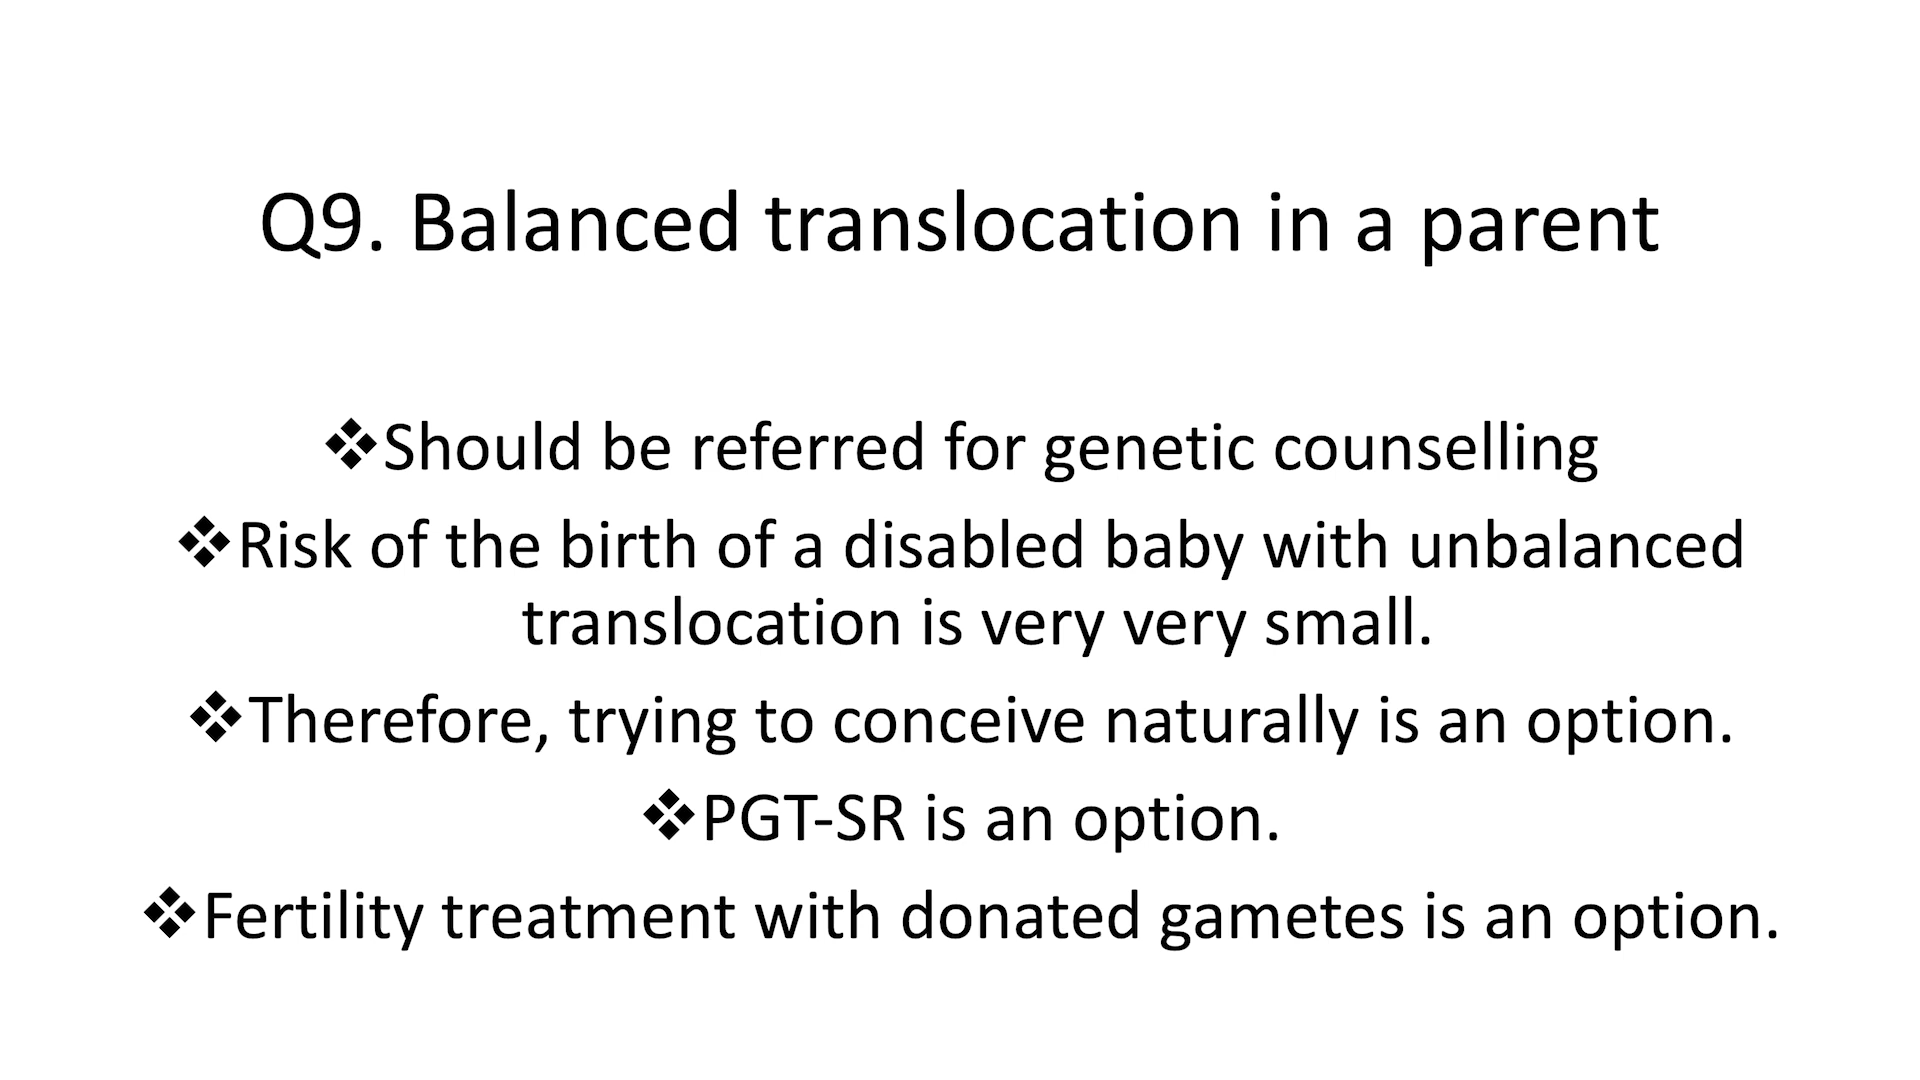 Q9. Balanced translocation in a parent
❖Should be referred for genetic counselling
❖Risk of the birth of a disabled baby with unbalanced
translocation is very very small.
❖Therefore, trying to conceive naturally is an option.
❖PGT-SR is an option.
❖Fertility treatment with donated gametes is an option.